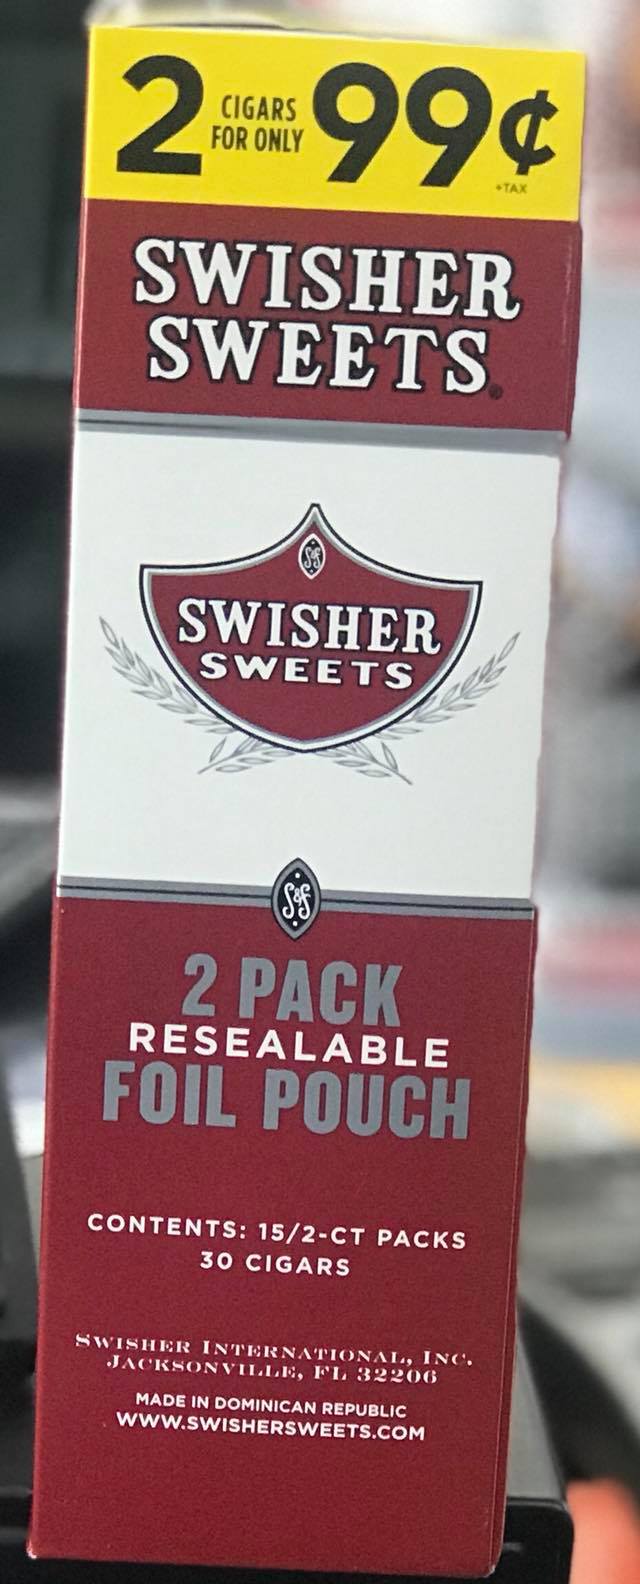 2 CIGARS FOR ONLY 99¢
+TAX
SWISHER
SWEETS®
S&S
SWISHER
SWEETS
S&S
2 PACK
RESEALABLE
FOIL POUCH
CONTENTS: 15/2-CT PACKS
30 CIGARS
SWISHER INTERNATIONAL, INC.
JACKSONVILLE, FL 32206
MADE IN DOMINICAN REPUBLIC
WWW.SWISHERSWEETS.COM